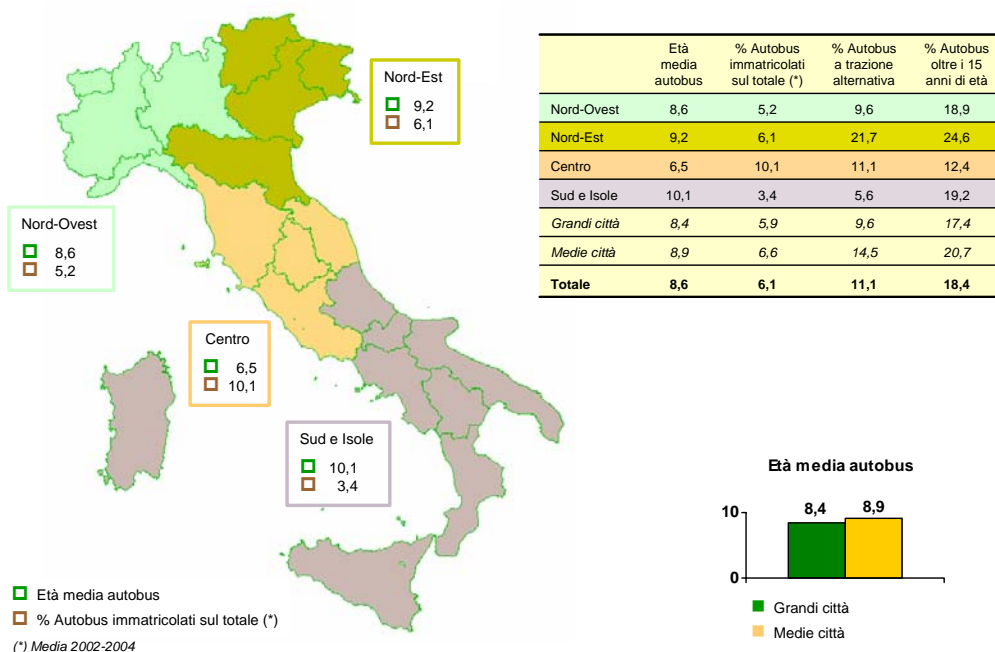 Nord-Est
9,2
6,1
Nord-Ovest
8,6
5,2
Centro
6,5
10,1
Sud e Isole
10,1
3,4
Età media autobus
% Autobus immatricolati sul totale (*)
(*) Media 2002-2004
Età media autobus % Autobus immatricolati sul totale (*) % Autobus a trazione alternativa % Autobus oltre i 15 anni di età
Nord-Ovest 8,6 5,2 9,6 18,9
Nord-Est 9,2 6,1 21,7 24,6
Centro 6,5 10,1 11,1 12,4
Sud e Isole 10,1 3,4 5,6 19,2
Grandi città 8,4 5,9 9,6 17,4
Medie città 8,9 6,6 14,5 20,7
Totale 8,6 6,1 11,1 18,4
Età media autobus
10
8,4 8,9
0
Grandi città
Medie città